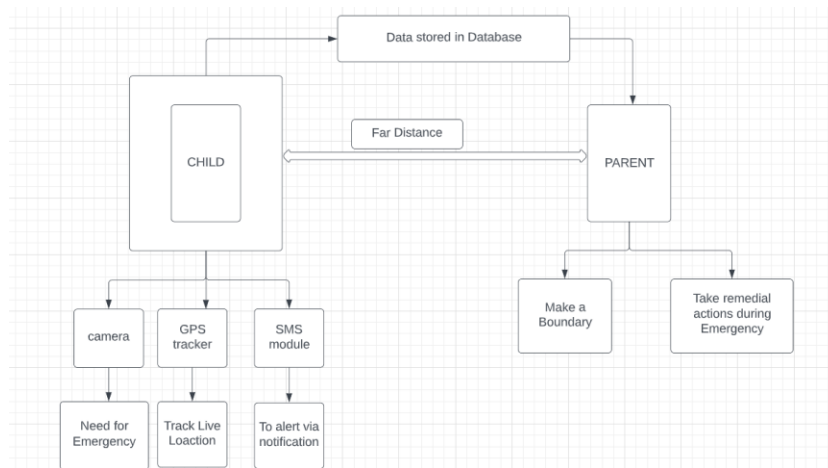 Data stored in Database
Far Distance
CHILD
PARENT
camera
GPS
tracker
SMS
module
Make a
Boundary
Take remedial
actions during
Emergency
Need for
Emergency
Track Live
Loaction
To alert via
notification